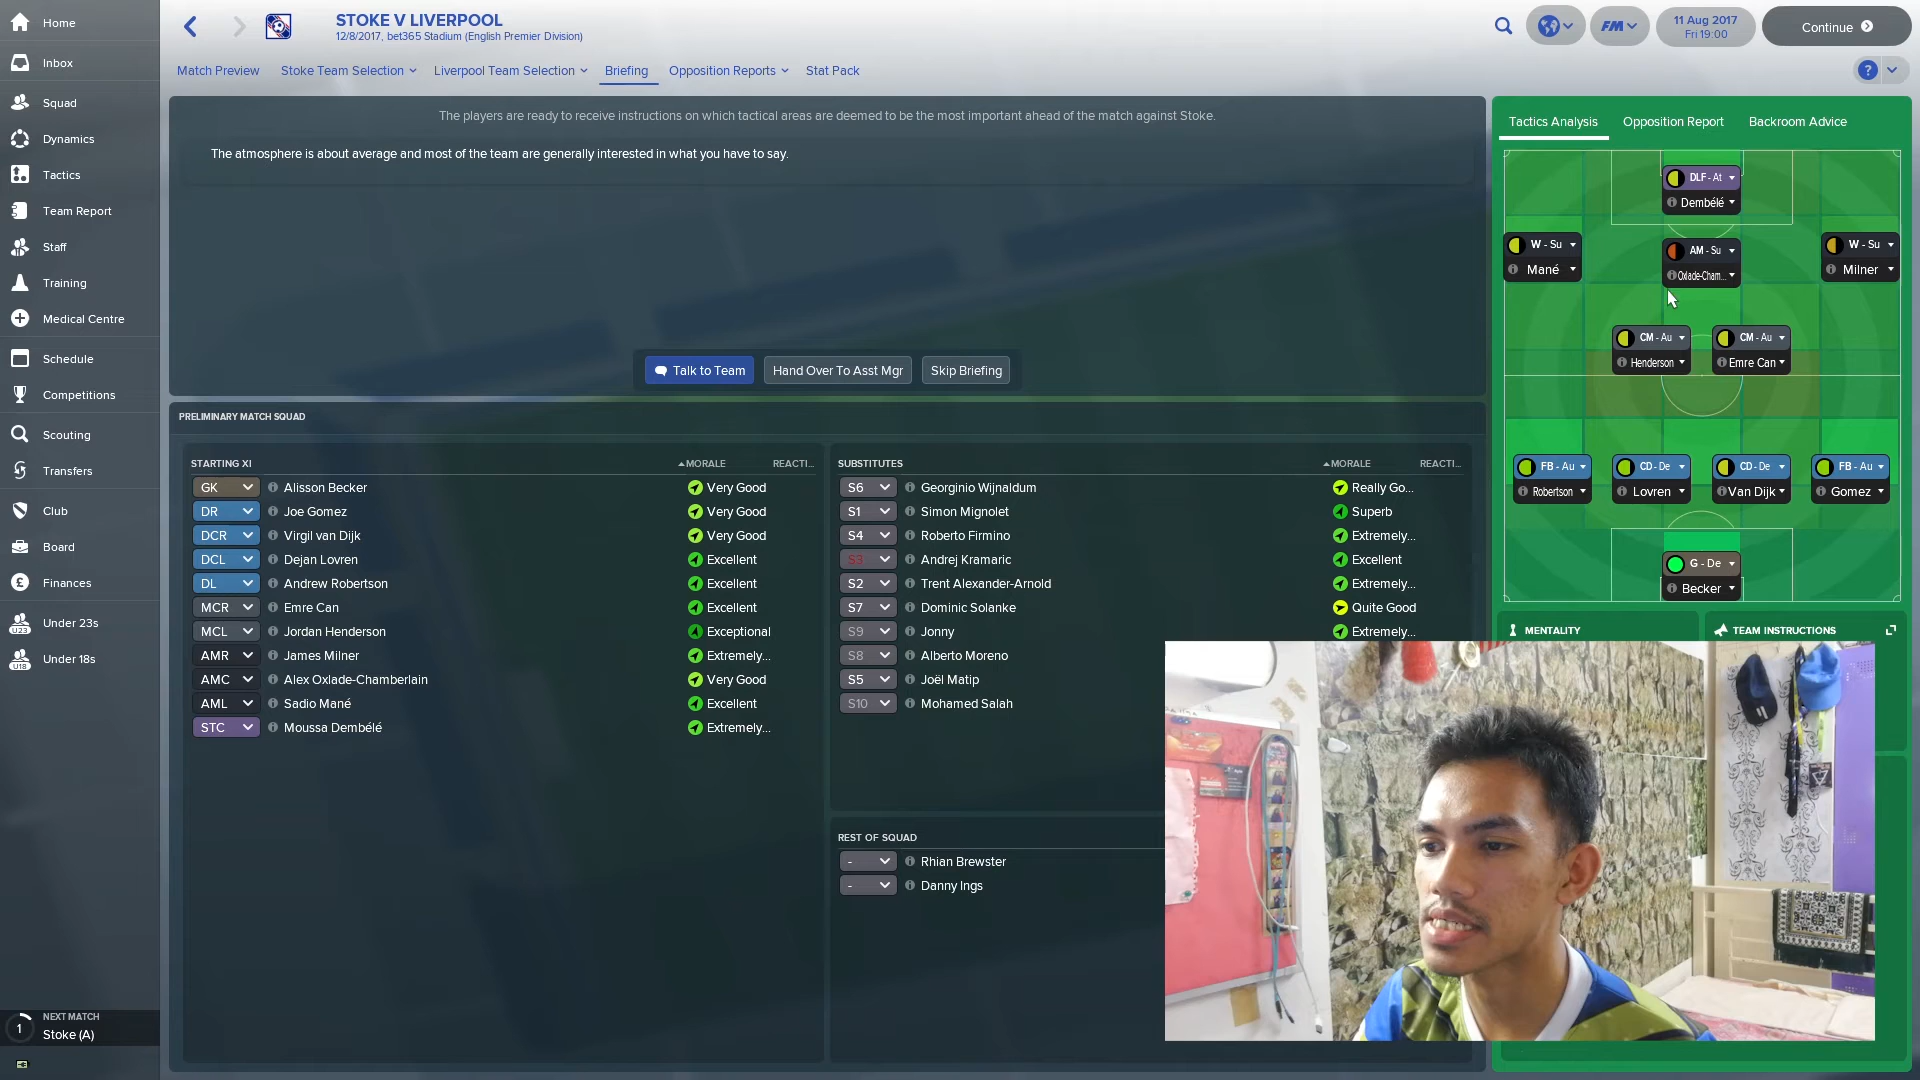 Home
Inbox
Squad
Dynamics
Tactics
Team Report
Staff
Training
Medical Centre
Schedule
Competitions
Scouting
Transfers
Club
Board
Finances
U23
Under 23s
U18
Under 18s
NEXT MATCH
1
Stoke (A)
STOKE V LIVERPOOL
12/8/2017, bet365 Stadium (English Premier Division)
FM
11 Aug 2017
Fri 19:00
Continue
Match Preview
Stoke Team Selection
Liverpool Team Selection
Briefing
Opposition Reports
Stat Pack
?
The players are ready to receive instructions on which tactical areas are deemed to be the most important ahead of the match against Stoke.
The atmosphere is about average and most of the team are generally interested in what you have to say.
Talk to Team
Hand Over To Asst Mgr
Skip Briefing
PRELIMINARY MATCH SQUAD
STARTING XI MORALE REACTI...
GK Alisson Becker Very Good
DR Joe Gomez Very Good
DCR Virgil van Dijk Very Good
DCL Dejan Lovren Excellent
DL Andrew Robertson Excellent
MCR Emre Can Excellent
MCL Jordan Henderson Exceptional
AMR James Milner Extremely...
AMC Alex Oxlade-Chamberlain Very Good
AML Sadio Mané Excellent
STC Moussa Dembélé Extremely...
SUBSTITUTES MORALE REACTI...
S6 Georginio Wijnaldum Really Go...
S1 Simon Mignolet Superb
S4 Roberto Firmino Extremely...
S3 Andrej Kramaric Excellent
S2 Trent Alexander-Arnold Extremely...
S7 Dominic Solanke Quite Good
S9 Jonny Extremely...
S8 Alberto Moreno
S5 Joël Matip
S10 Mohamed Salah
REST OF SQUAD
- Rhian Brewster
- Danny Ings
Tactics Analysis
Opposition Report
Backroom Advice
DLF - At
Dembélé
W - Su
Mané
AM - Su
Oxlade-Cham...
W - Su
Milner
CM - Au
Henderson
CM - Au
Emre Can
FB - Au
Robertson
CD - De
Lovren
CD - De
Van Dijk
FB - Au
Gomez
G - De
Becker
MENTALITY
TEAM INSTRUCTIONS